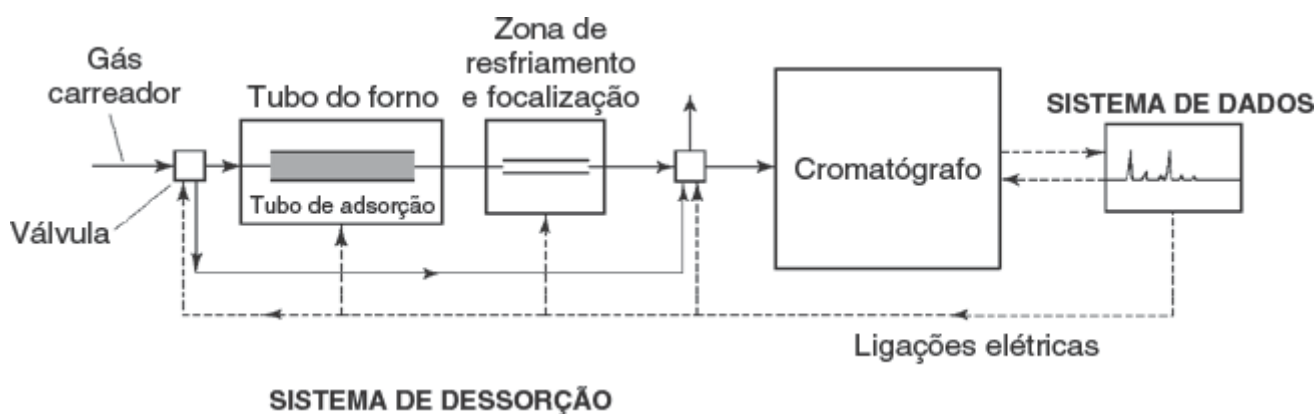 Gás
carreador
Tubo do forno
Zona de
resfriamento
e focalização
SISTEMA DE DADOS
Cromatógrafo
Tubo de adsorção
Válvula
Ligações elétricas
SISTEMA DE DESSORÇÃO